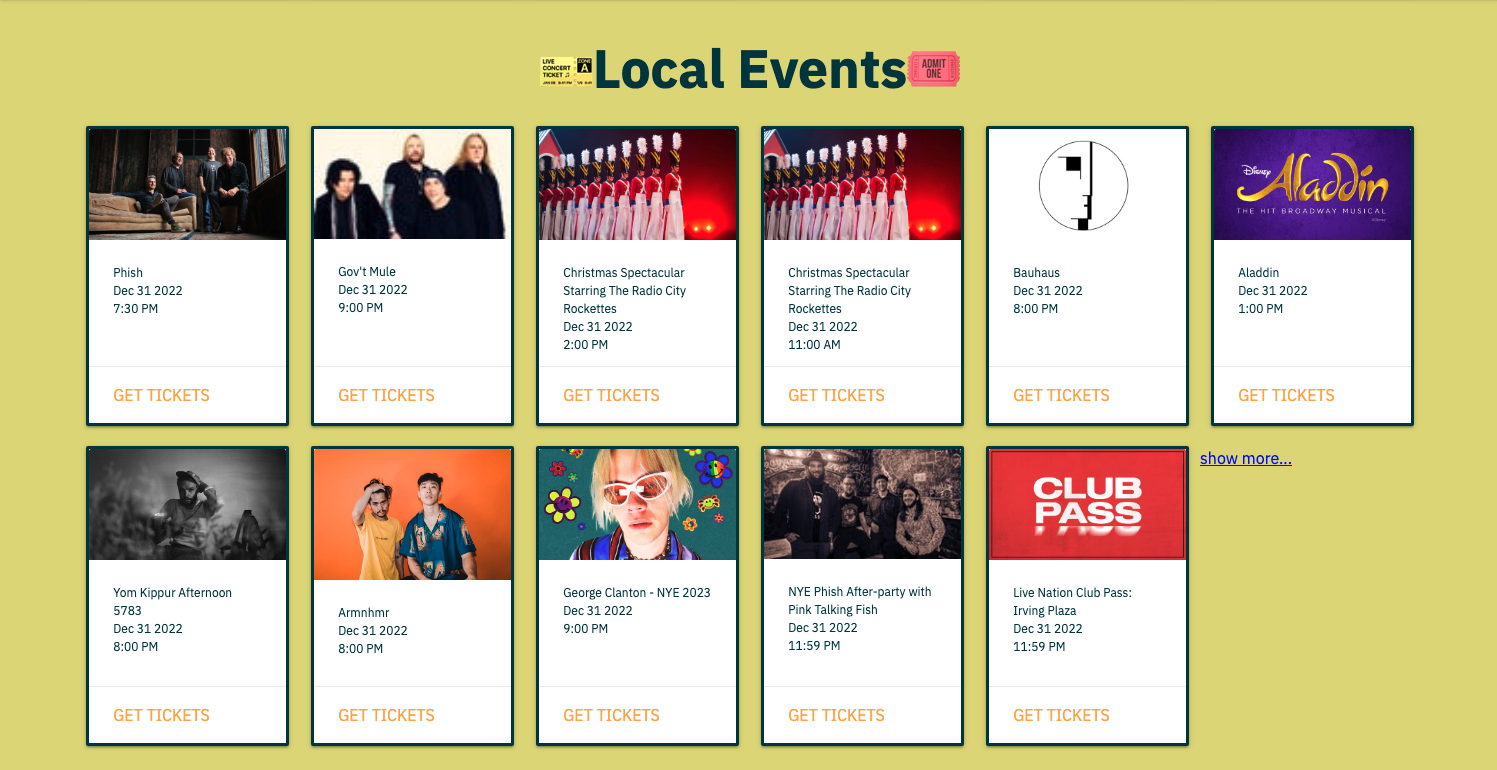 LIVE
CONCERT
TICKET
ZONE
A
Local Events
ADMIT
ONE
Phish
Dec 31 2022
7:30 PM
GET TICKETS
Gov't Mule
Dec 31 2022
9:00 PM
GET TICKETS
Christmas Spectacular
Starring The Radio City
Rockettes
Dec 31 2022
2:00 PM
GET TICKETS
Christmas Spectacular
Starring The Radio City
Rockettes
Dec 31 2022
11:00 AM
GET TICKETS
Bauhaus
Dec 31 2022
8:00 PM
GET TICKETS
Disney
Aladdin
THE HIT BROADWAY MUSICAL
Aladdin
Dec 31 2022
1:00 PM
GET TICKETS
Yom Kippur Afternoon
5783
Dec 31 2022
8:00 PM
GET TICKETS
Armnhmr
Dec 31 2022
8:00 PM
GET TICKETS
George Clanton - NYE 2023
Dec 31 2022
9:00 PM
GET TICKETS
NYE Phish After-party with
Pink Talking Fish
Dec 31 2022
11:59 PM
GET TICKETS
CLUB
PASS
Live Nation Club Pass:
Irving Plaza
Dec 31 2022
11:59 PM
GET TICKETS
show more...